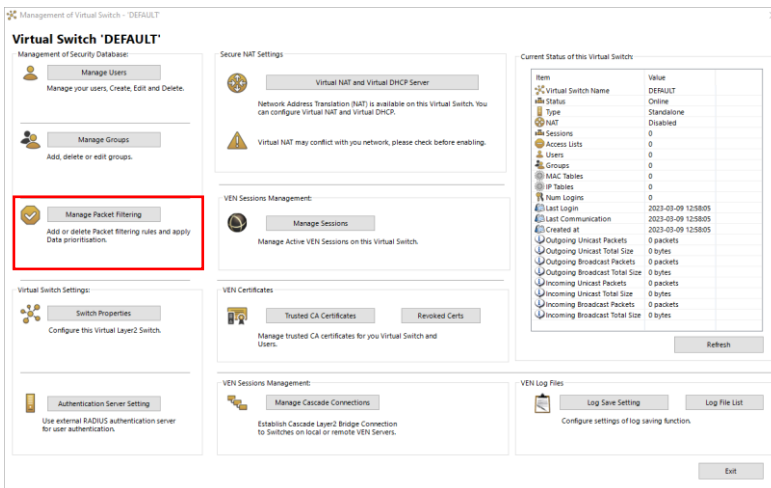 Management of Virtual Switch - 'DEFAULT'
Virtual Switch 'DEFAULT'
Management of Security Database:
Manage Users
Manage your users, Create, Edit and Delete.
Manage Groups
Add, delete or edit groups.
Manage Packet Filtering
Add or delete Packet filtering rules and apply
Data prioritisation.
Virtual Switch Settings:
Switch Properties
Configure this Virtual Layer2 Switch.
Authentication Server Setting
Use external RADIUS authentication server
for user authentication.
Secure NAT Settings
Virtual NAT and Virtual DHCP Server
Network Address Translation (NAT) is available on this Virtual Switch. You
can configure Virtual NAT and Virtual DHCP.
Virtual NAT may conflict with you network, please check before enabling.
VEN Sessions Management:
Manage Sessions
Manage Active VEN Sessions on this Virtual Switch.
VEN Certificates
Trusted CA Certificates Revoked Certs
Manage trusted CA certificates for you Virtual Switch and
Users.
VEN Sessions Management:
Manage Cascade Connections
Establish Cascade Layer2 Bridge Connection
to Switches on local or remote VEN Servers.
Current Status of this Virtual Switch:
Item Value
Virtual Switch Name DEFAULT
Status Online
Type Standalone
NAT Disabled
Sessions 0
Access Lists 0
Users 0
Groups 0
MAC Tables 0
IP Tables 0
Num Logins 0
Last Login 2023-03-09 12:58:05
Last Communication 2023-03-09 12:58:05
Created at 2023-03-09 12:58:05
Outgoing Unicast Packets 0 packets
Outgoing Unicast Total Size 0 bytes
Outgoing Broadcast Packets 0 packets
Outgoing Broadcast Total Size 0 bytes
Incoming Unicast Packets 0 packets
Incoming Unicast Total Size 0 bytes
Incoming Broadcast Packets 0 packets
Incoming Broadcast Total Size 0 bytes
Refresh
VEN Log Files
Log Save Setting Log File List
Configure settings of log saving function.
Exit